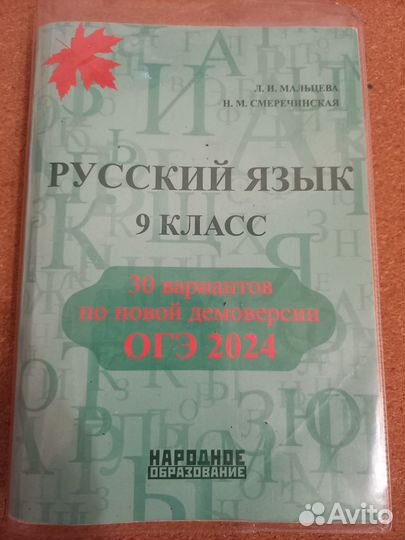 Л. И. МАЛЬЦЕВА
Н. М. СМЕРЕЧИНСКАЯ
РУССКИЙ ЯЗЫК
9 КЛАСС
30 вариантов
по новой демоверсии
ОГЭ 2024
НАРОДНОЕ
ОБРАЗОВАНИЕ
Avito